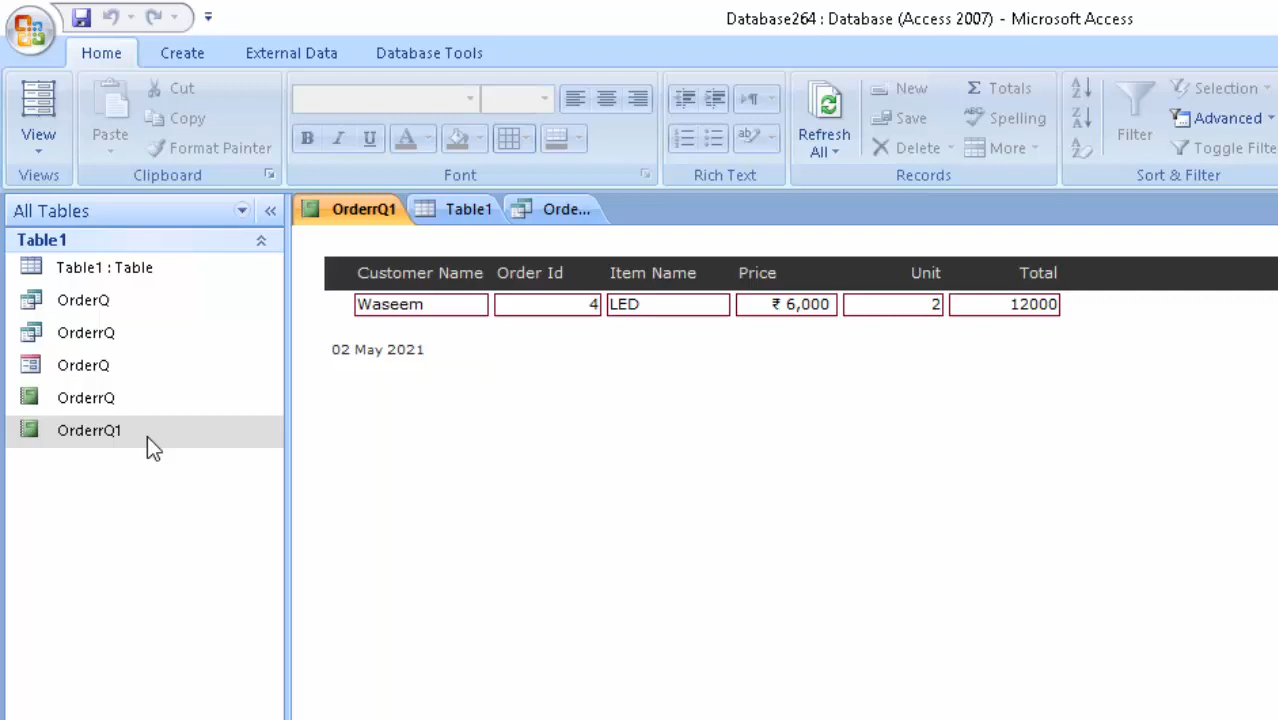 Database264 : Database (Access 2007) - Microsoft Access
Home Create External Data Database Tools
View
Views
Paste
Cut
Copy
Format Painter
Clipboard
B I U A
Font
ab
Rich Text
Refresh
All
New
Save
Delete
Σ Totals
ABC Spelling
More
Records
Filter
Selection
Advanced
Toggle Filte
Sort & Filter
All Tables
Table1
Table1 : Table
OrderQ
OrderrQ
OrderQ
OrderrQ
OrderrQ1
OrderrQ1 Table1 Orde...
Customer Name Order Id Item Name Price Unit Total
Waseem 4 LED ₹ 6,000 2 12000
02 May 2021